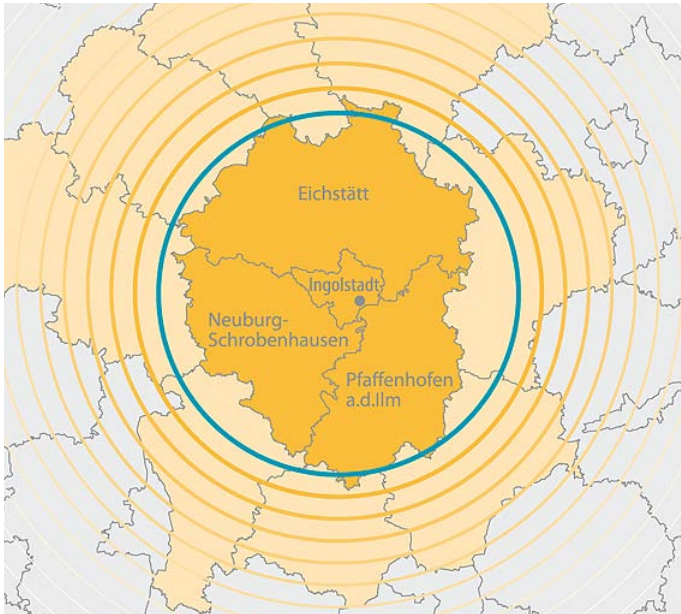 Eichstätt
Ingolstadt
Neuburg-
Schrobenhausen
Pfaffenhofen
a.d.Ilm